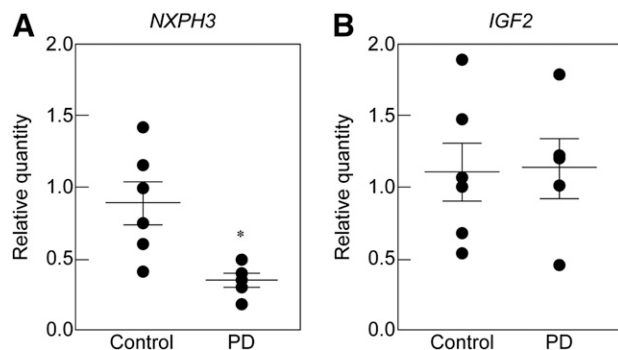 A
NXPH3
Relative quantity
2.0
1.5
1.0
0.5
0.0
*
Control
PD
B
IGF2
Relative quantity
2.0
1.5
1.0
0.5
0.0
Control
PD